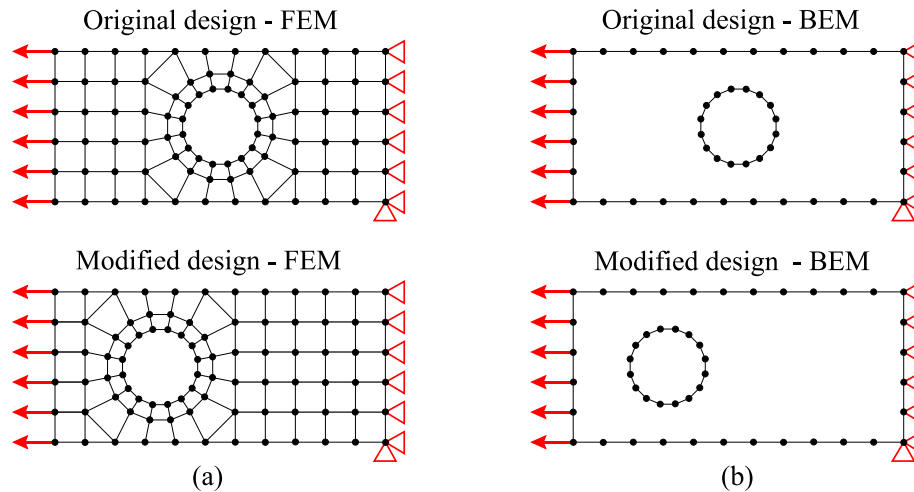 Original design - FEM
Original design - BEM
Modified design - FEM
Modified design - BEM
(a)
(b)